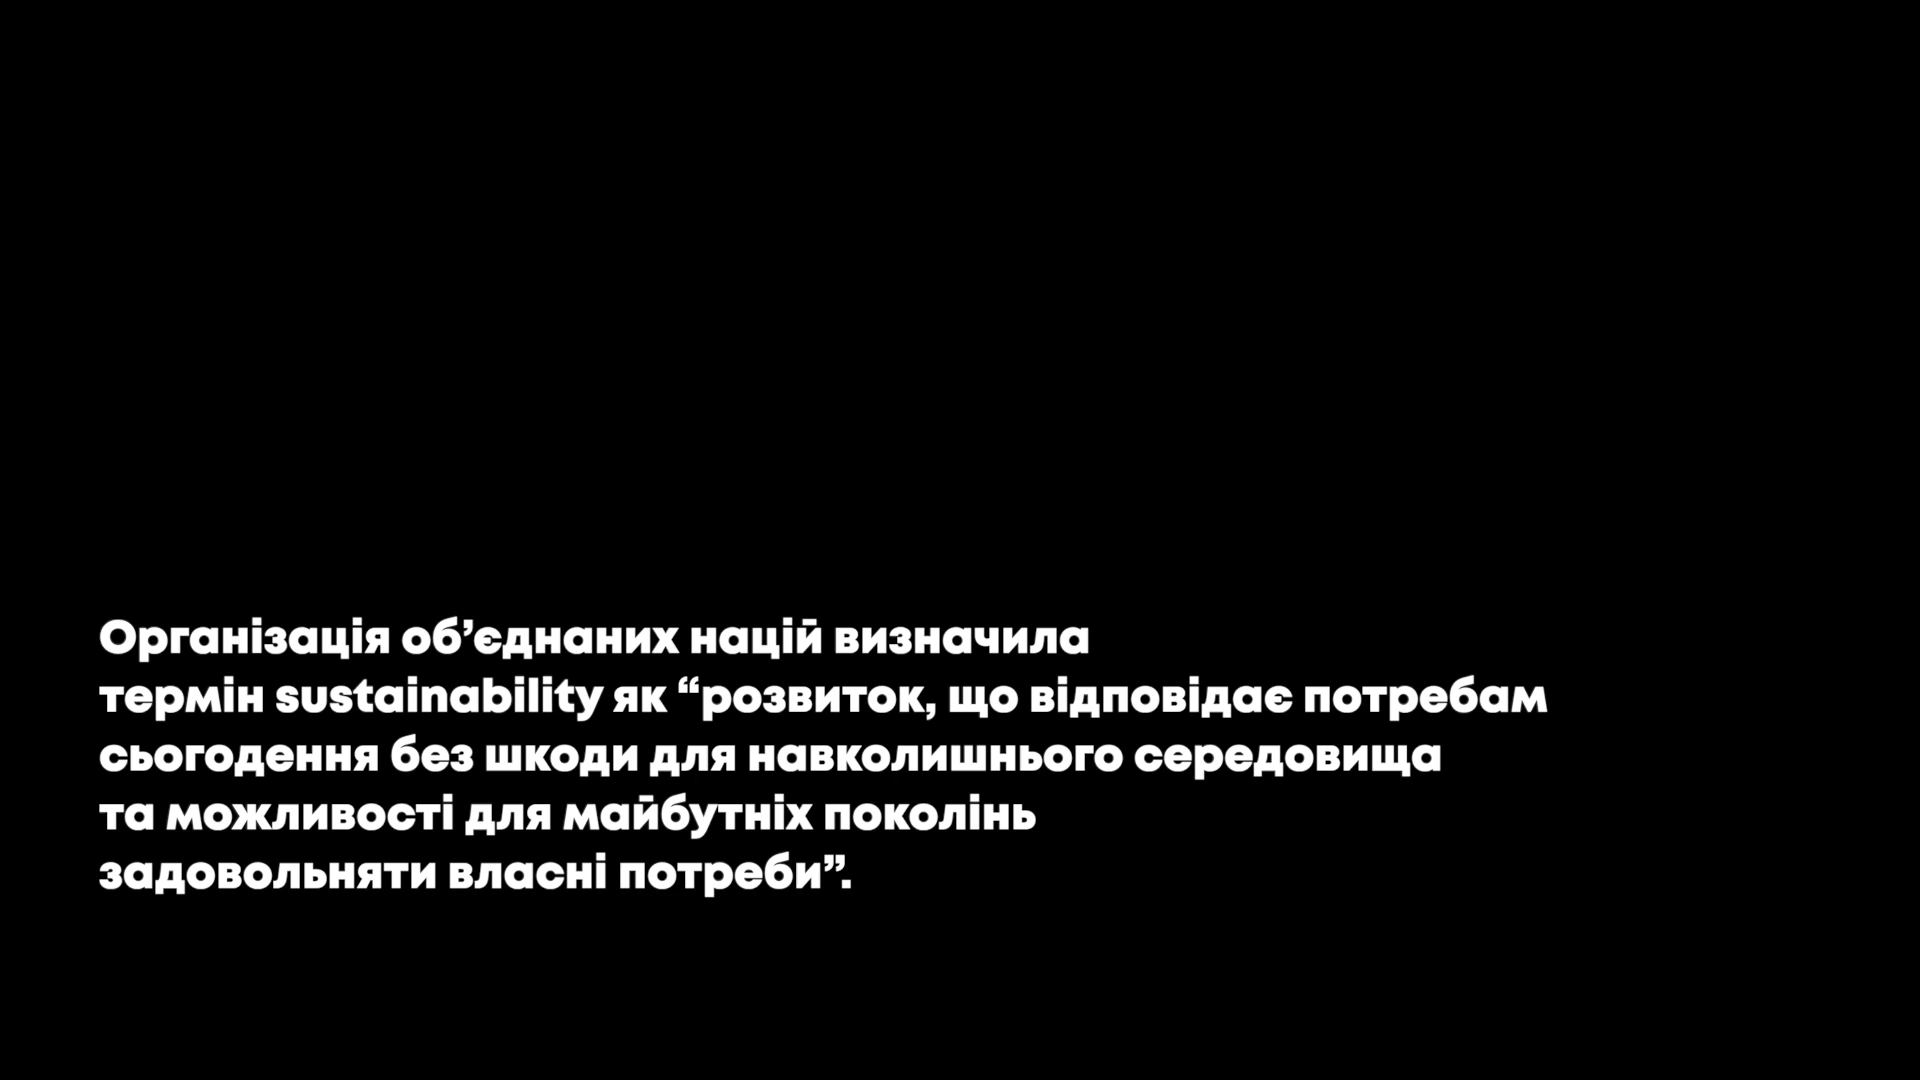 Організація об’єднаних націй визначила
термін sustainability як “розвиток, що відповідає потребам
сьогодення без шкоди для навколишнього середовища
та можливості для майбутніх поколінь
задовольняти власні потреби”.